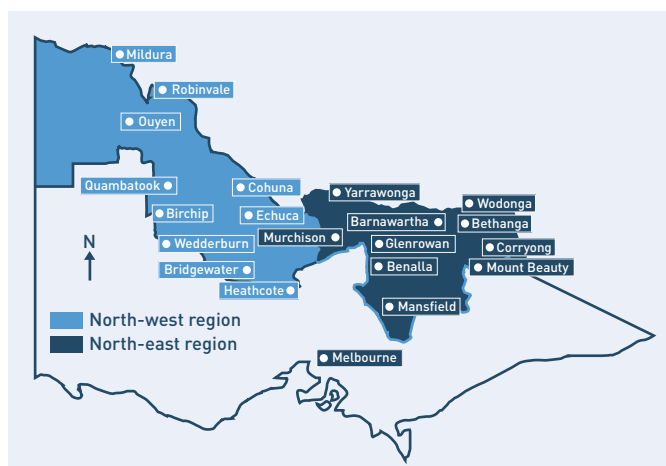 Mildura
Robinvale
Ouyen
Quambatook
Cohuna
Yarrawonga
Wodonga
Birchip
Echuca
Barnawartha
Bethanga
Murchison
N
Wedderburn
Glenrowan
Corryong
Bridgewater
Benalla
Mount Beauty
Heathcote
Mansfield
North-west region
North-east region
Melbourne